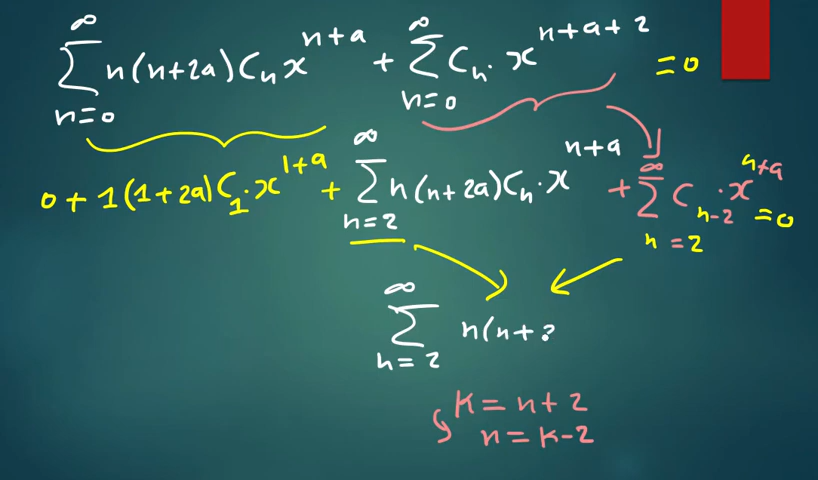 ∑_{n=0}^{∞} n(n+2a) C_n x^{n+a} + ∑_{n=0}^{∞} C_n · x^{n+a+2} = 0
0 + 1(1+2a) C_1 · x^{1+a} + ∑_{n=2}^{∞} n(n+2a) C_n · x^{n+a} + ∑_{n=2}^{∞} C_{n-2} · x^{n+a} = 0
∑_{n=2}^{∞} n(n+2
k = n+2
n = k-2